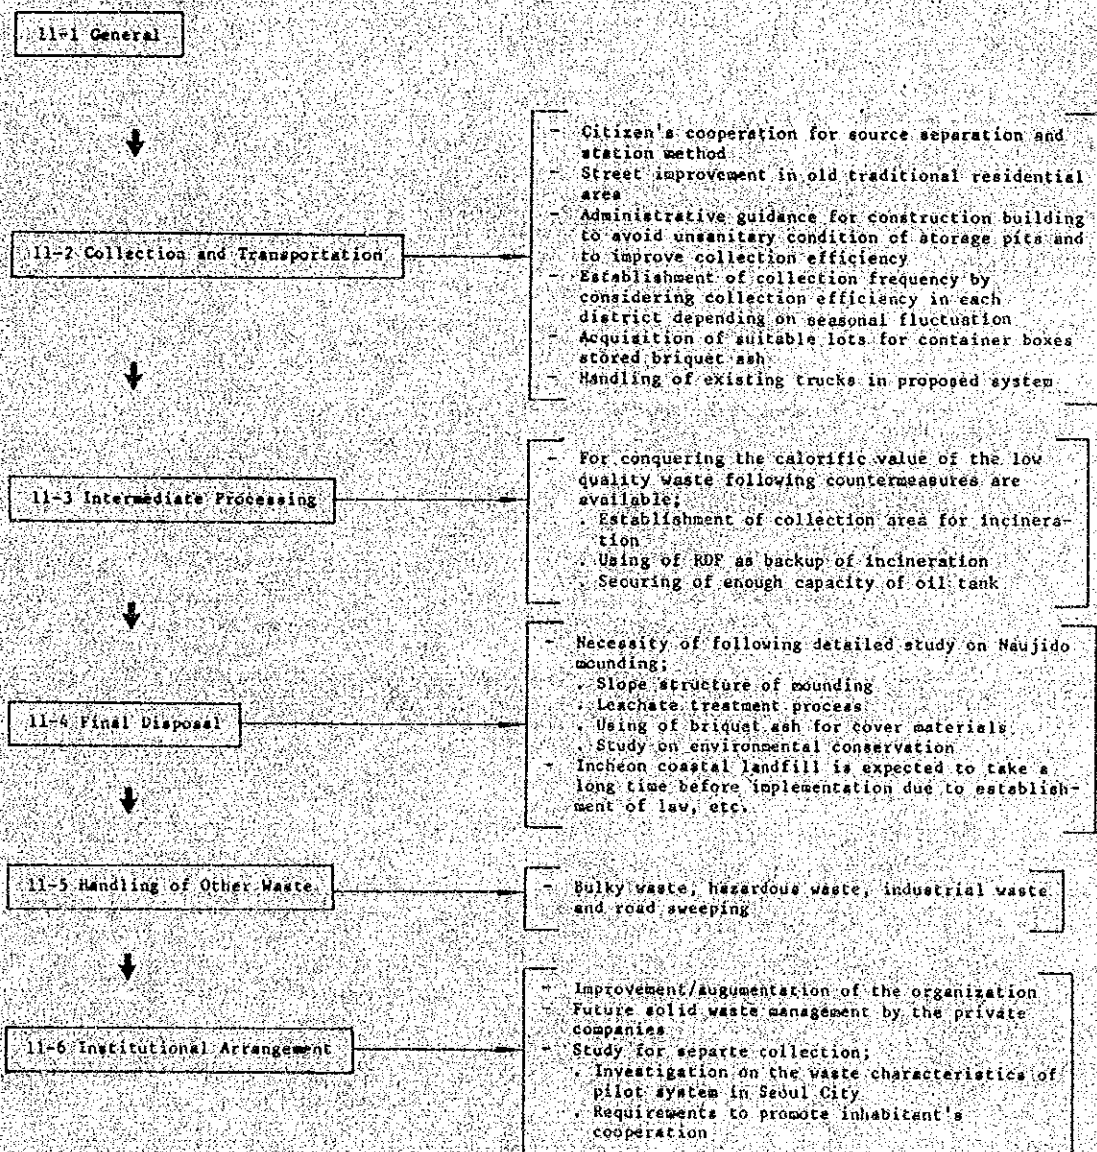 11-1 General
- Citizen's cooperation for source separation and
station method
- Street improvement in old traditional residential
area
- Administrative guidance for construction building
to avoid unsanitary condition of storage pits and
to improve collection efficiency
11-2 Collection and Transportation
- Establishment of collection frequency by
considering collection efficiency in each
district depending on seasonal fluctuation
- Acquisition of suitable lots for container boxes
stored briquet ash
- Handling of existing trucks in proposed system
11-3 Intermediate Processing
- For conquering the calorific value of the low
quality waste following countermeasures are
available;
. Establishment of collection area for incinera-
tion
. Using of RDF as backup of incineration
. Securing of enough capacity of oil tank
11-4 Final Disposal
- Necessity of following detailed study on Naujido
mounding;
. Slope structure of mounding
. Leachate treatment process
. Using of briquet ash for cover materials
. Study on environmental conservation
- Incheon coastal landfill is expected to take a
long time before implementation due to establish-
ment of law, etc.
11-5 Handling of Other Waste
- Bulky waste, hazardous waste, industrial waste
and road sweeping
11-6 Institutional Arrangement
- Improvement/augumentation of the organization
- Future solid waste management by the private
companies
- Study for separte collection;
. Investigation on the waste characteristics of
pilot system in Seoul City
. Requirements to promote inhabitant's
cooperation